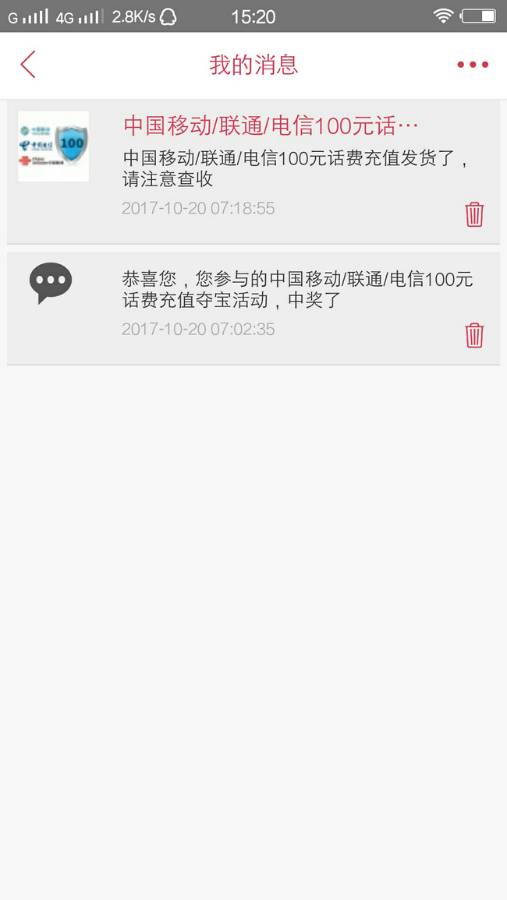 G 4G 2.8K/s 15:20
我的消息
中国移动/联通/电信100元话…
100
中国移动/联通/电信100元话费充值发货了，
请注意查收
2017-10-20 07:18:55
恭喜您，您参与的中国移动/联通/电信100元
话费充值夺宝活动，中奖了
2017-10-20 07:02:35